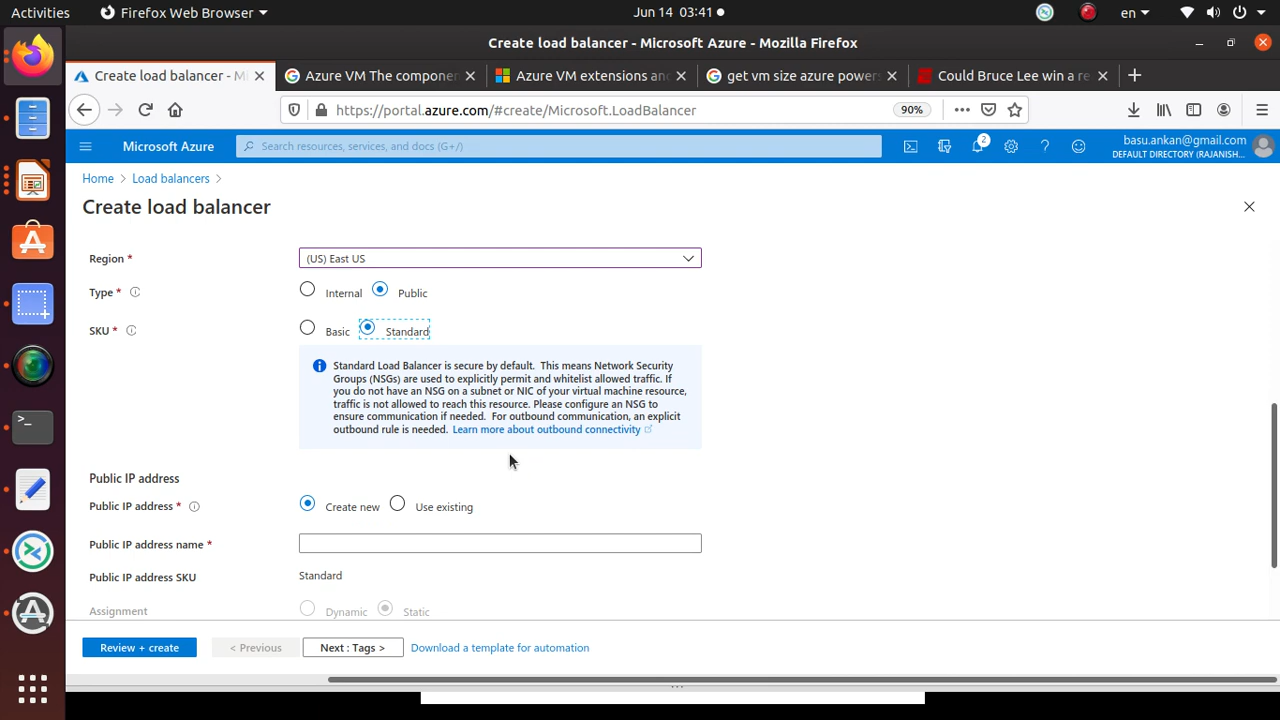 Activities
Firefox Web Browser
Jun 14 03:41
en
Create load balancer - Microsoft Azure - Mozilla Firefox
Create load balancer - Mi
Azure VM The componen
Azure VM extensions and
get vm size azure powers
Could Bruce Lee win a re
https://portal.azure.com/#create/Microsoft.LoadBalancer
90%
Microsoft Azure
Search resources, services, and docs (G+/)
2
basu.ankan@gmail.com
DEFAULT DIRECTORY (RAJANISH...
Home > Load balancers >
Create load balancer
Region *
(US) East US
Type *
Internal
Public
SKU *
Basic
Standard
Standard Load Balancer is secure by default. This means Network Security
Groups (NSGs) are used to explicitly permit and whitelist allowed traffic. If
you do not have an NSG on a subnet or NIC of your virtual machine resource,
traffic is not allowed to reach this resource. Please configure an NSG to
ensure communication if needed. For outbound communication, an explicit
outbound rule is needed. Learn more about outbound connectivity
Public IP address
Public IP address *
Create new
Use existing
Public IP address name *
Public IP address SKU
Standard
Assignment
Dynamic
Static
Review + create
< Previous
Next : Tags >
Download a template for automation